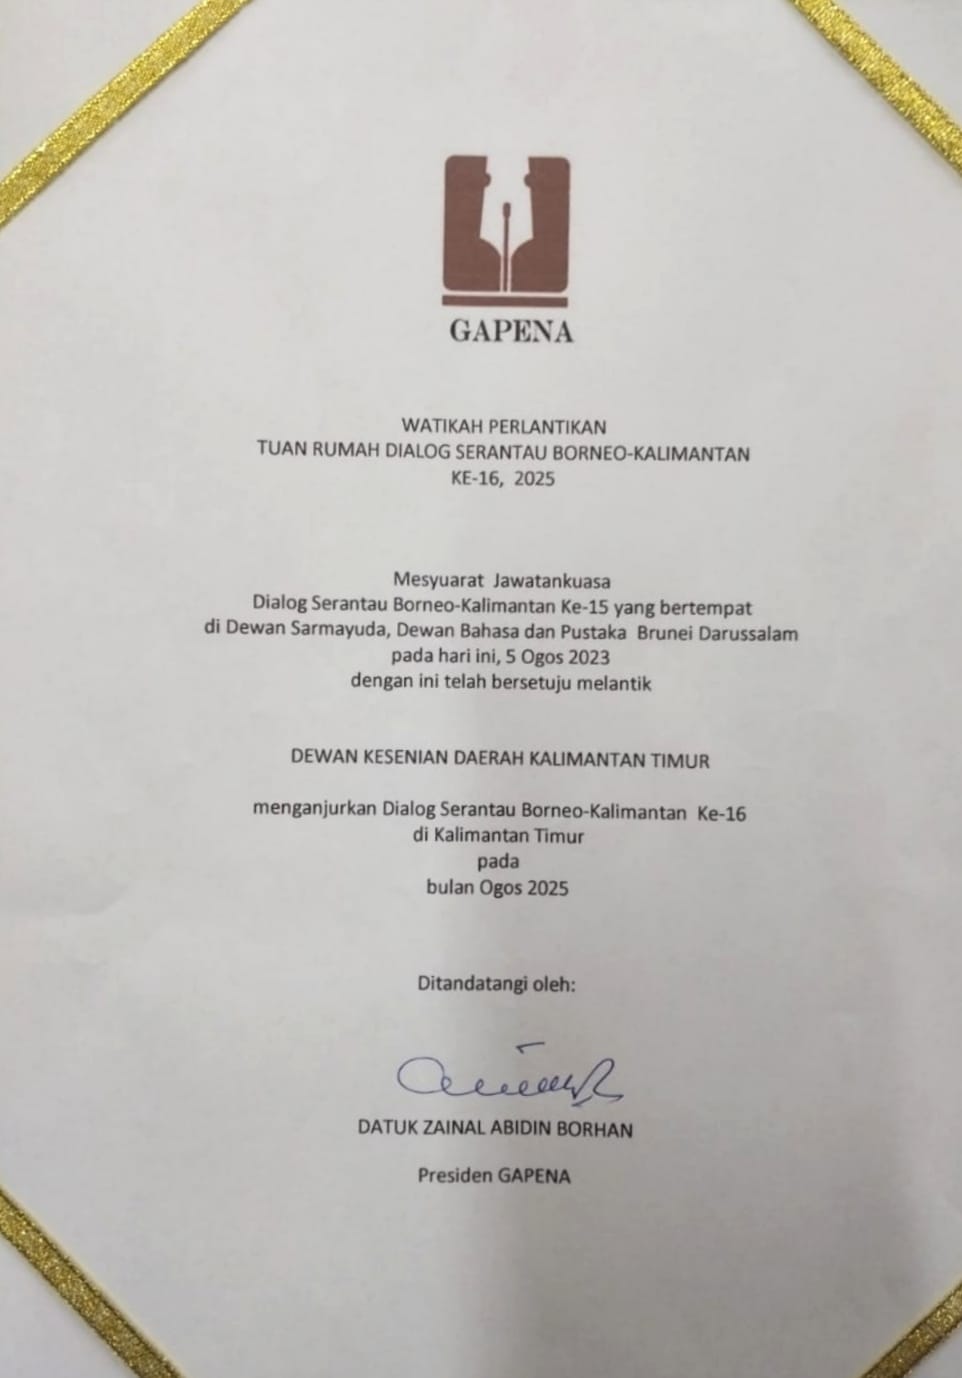 GAPENA
WATIKAH PERLANTIKAN
TUAN RUMAH DIALOG SERANTAU BORNEO-KALIMANTAN
KE-16, 2025
Mesyuarat Jawatankuasa
Dialog Serantau Borneo-Kalimantan Ke-15 yang bertempat
di Dewan Sarmayuda, Dewan Bahasa dan Pustaka Brunei Darussalam
pada hari ini, 5 Ogos 2023
dengan ini telah bersetuju melantik
DEWAN KESENIAN DAERAH KALIMANTAN TIMUR
menganjurkan Dialog Serantau Borneo-Kalimantan Ke-16
di Kalimantan Timur
pada
bulan Ogos 2025
Ditandatangi oleh:
DATUK ZAINAL ABIDIN BORHAN
Presiden GAPENA